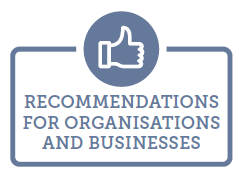 RECOMMENDATIONS
FOR ORGANISATIONS
AND BUSINESSES